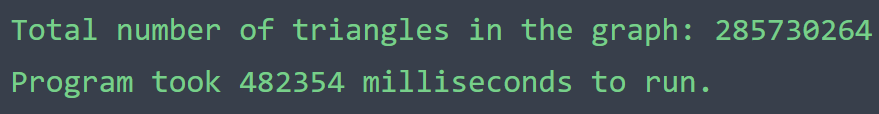 Total number of triangles in the graph: 285730264
Program took 482354 milliseconds to run.